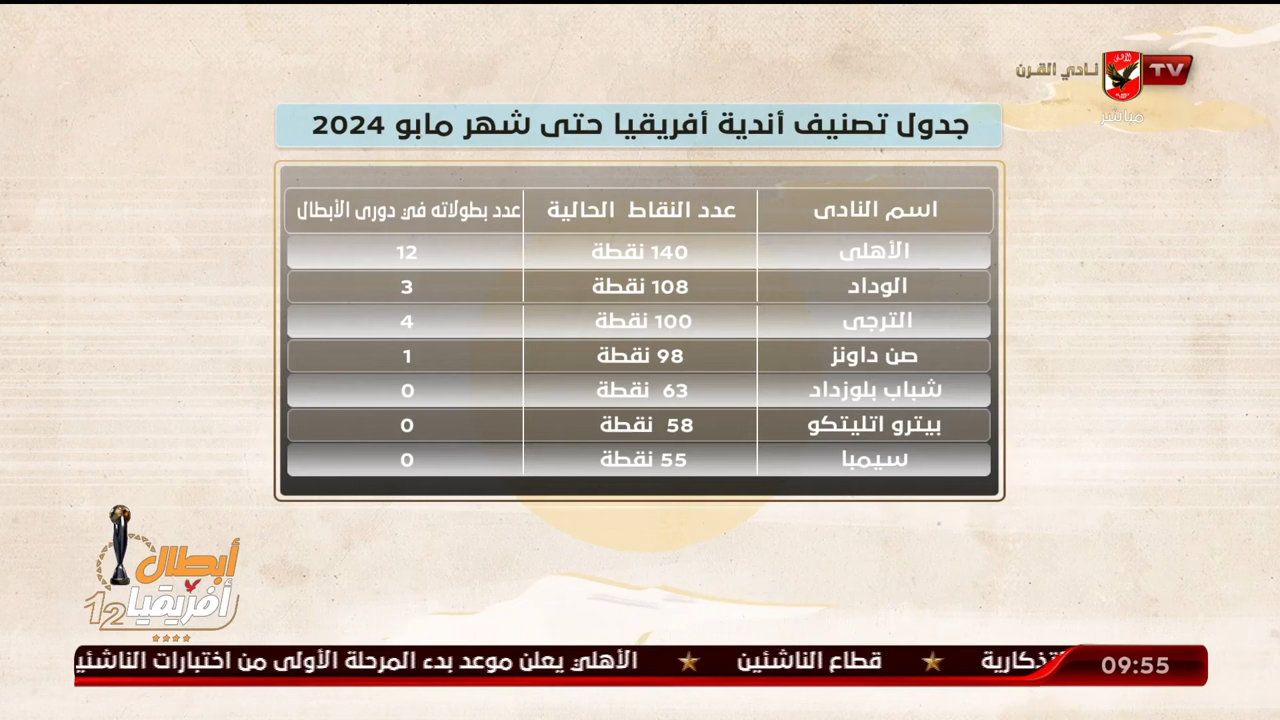 نادي القرن TV
مباشر
جدول تصنيف أندية أفريقيا حتى شهر مايو 2024
اسم النادى عدد النقاط الحالية عدد بطولاته في دورى الأبطال
الأهلى 140 نقطة 12
الوداد 108 نقطة 3
الترجى 100 نقطة 4
صن داونز 98 نقطة 1
شباب بلوزداد 63 نقطة 0
بيترو اتليتكو 58 نقطة 0
سيمبا 55 نقطة 0
أبطال
أفريقيا
12
09:55 قطاع الناشئين الأهلي يعلن موعد بدء المرحلة الأولى من اختبارات